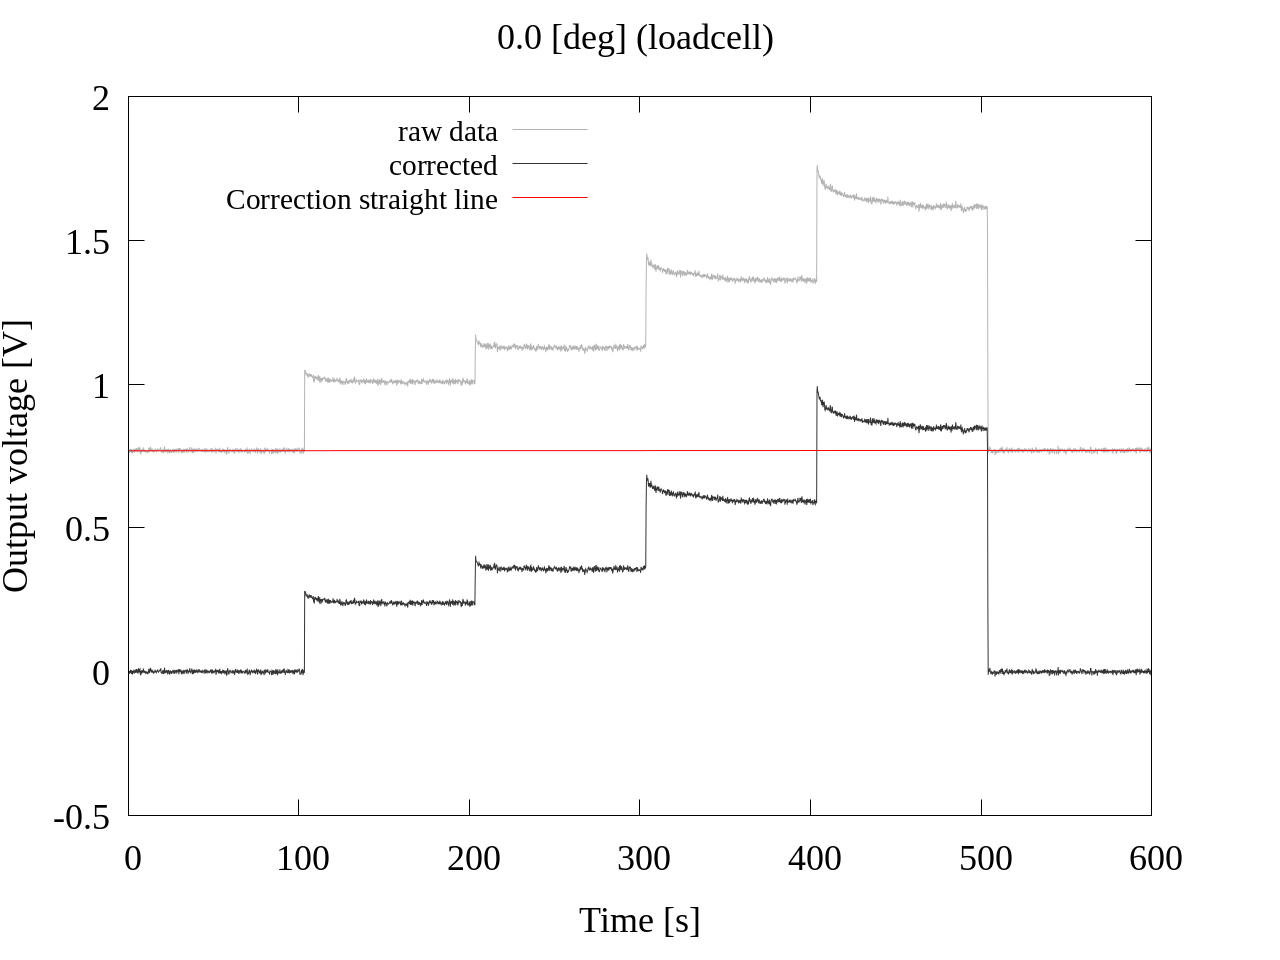 0.0 [deg] (loadcell)
raw data
corrected
Correction straight line
2
1.5
1
0.5
0
-0.5
Output voltage [V]
0 100 200 300 400 500 600
Time [s]